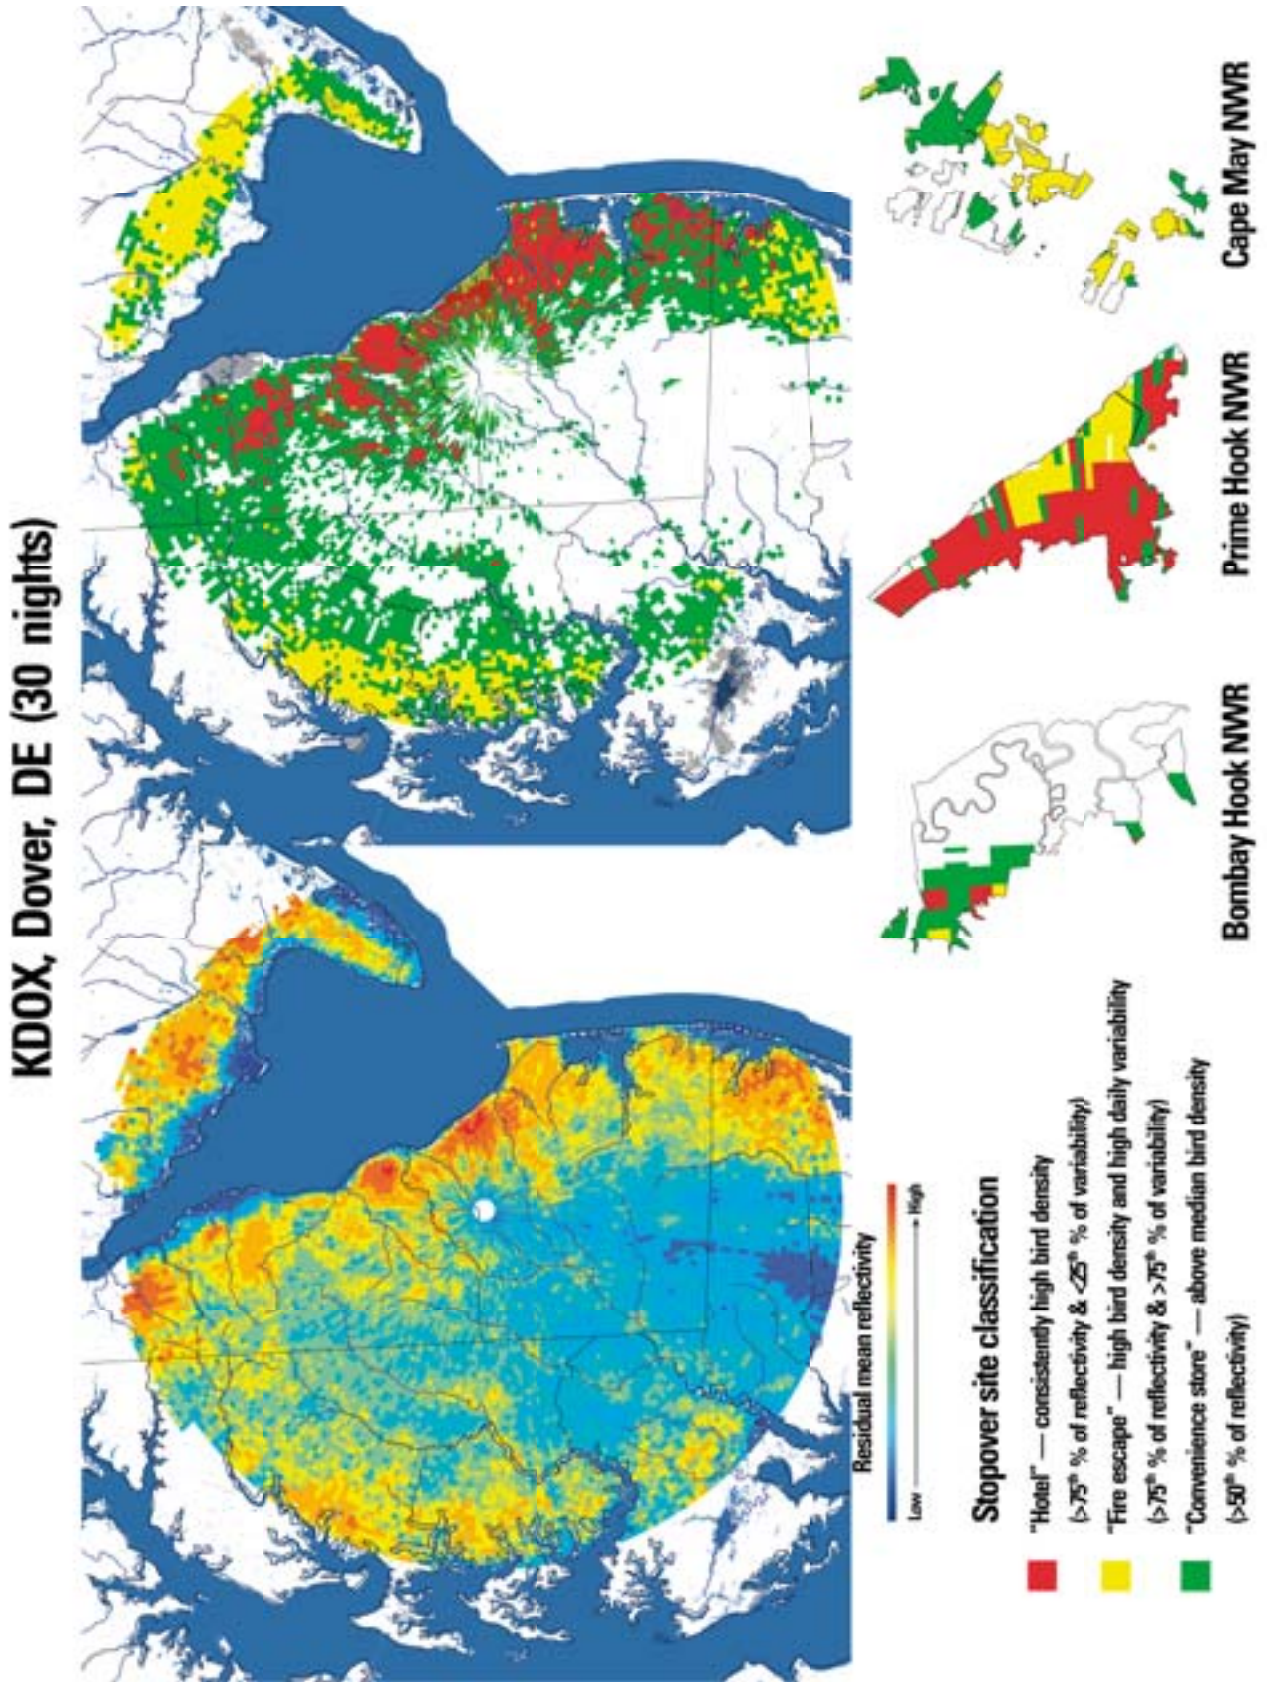 KDOX, Dover, DE (30 nights)
Residual mean reflectivity
Low
High
Stopover site classification
"Hotel" — consistently high bird density
(>75th % of reflectivity & <25th % of variability)
"Fire escape" — high bird density and high daily variability
(>75th % of reflectivity & >75th % of variability)
"Convenience store" — above median bird density
(>50th % of reflectivity)
Bombay Hook NWR
Prime Hook NWR
Cape May NWR